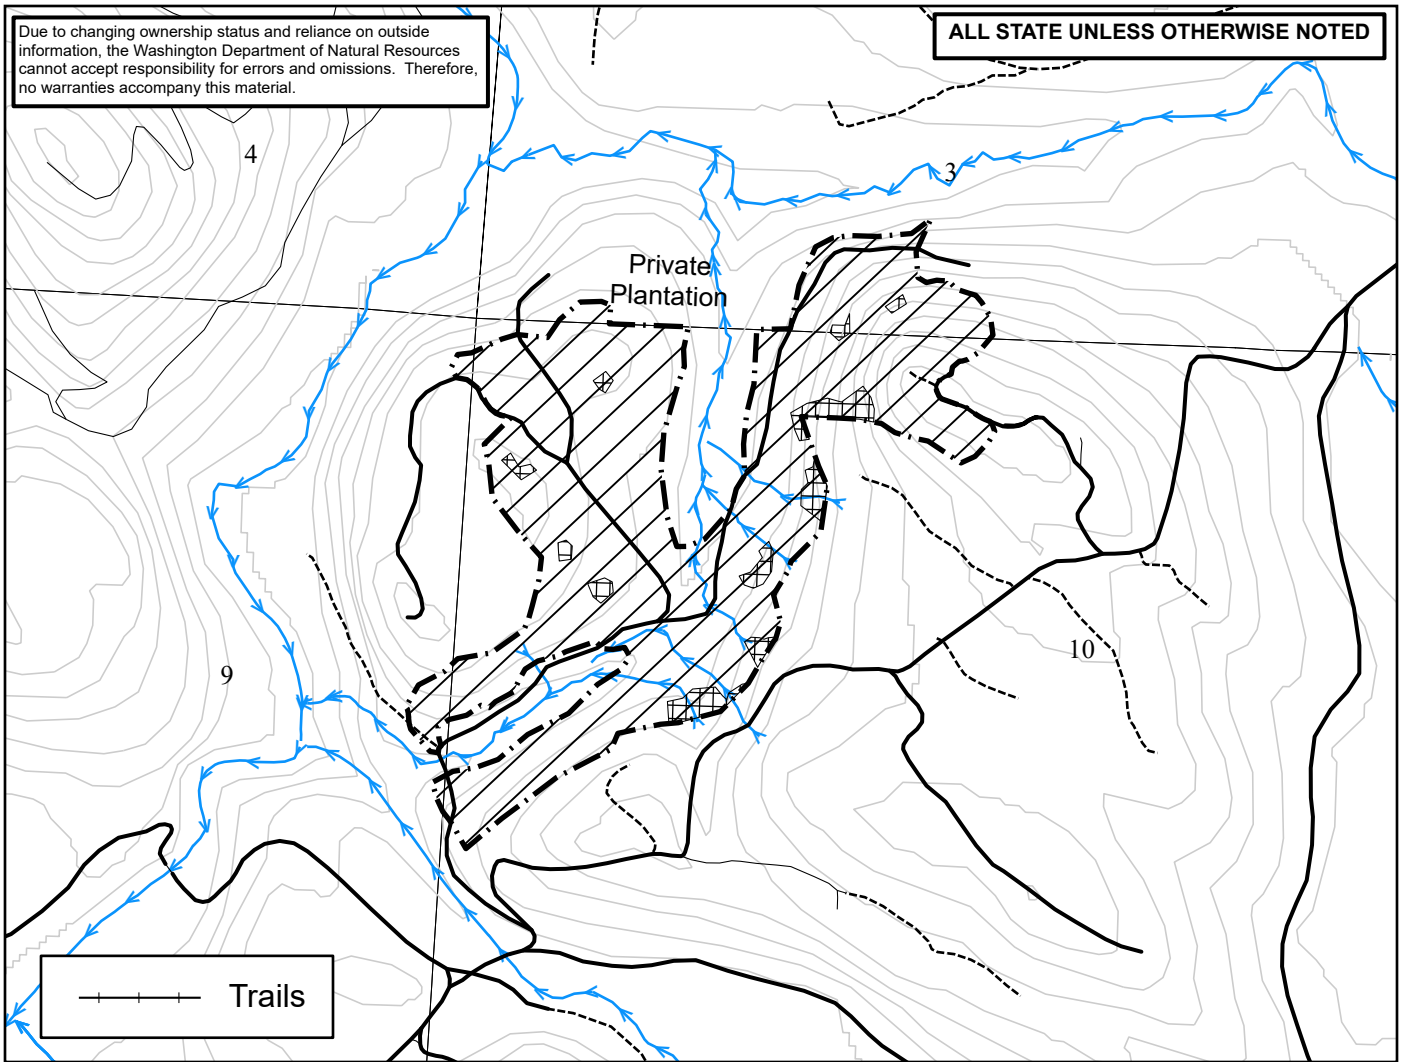 Due to changing ownership status and reliance on outside
information, the Washington Department of Natural Resources
cannot accept responsibility for errors and omissions. Therefore,
no warranties accompany this material.
ALL STATE UNLESS OTHERWISE NOTED
4
3
Private
Plantation
9
10
Trails